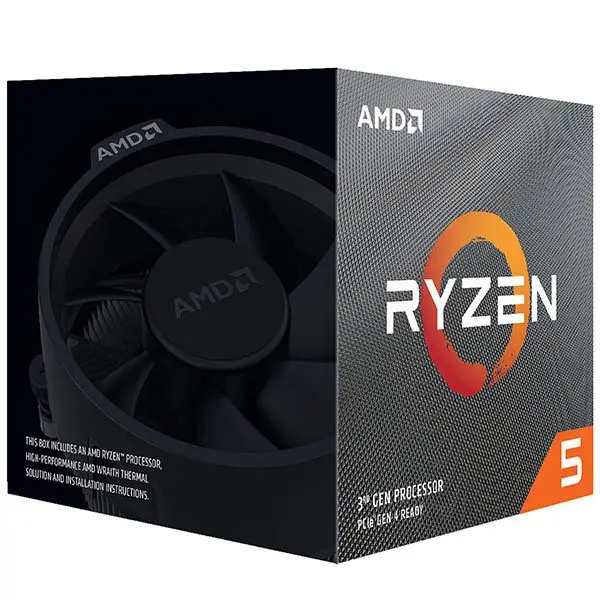 AMD
AMD
THIS BOX INCLUDES AN AMD RYZEN™ PROCESSOR,
HIGH-PERFORMANCE AMD WRAITH THERMAL
SOLUTION AND INSTALLATION INSTRUCTIONS.
AMD
RYZEN
5
3RD GEN PROCESSOR
PCIe GEN 4 READY